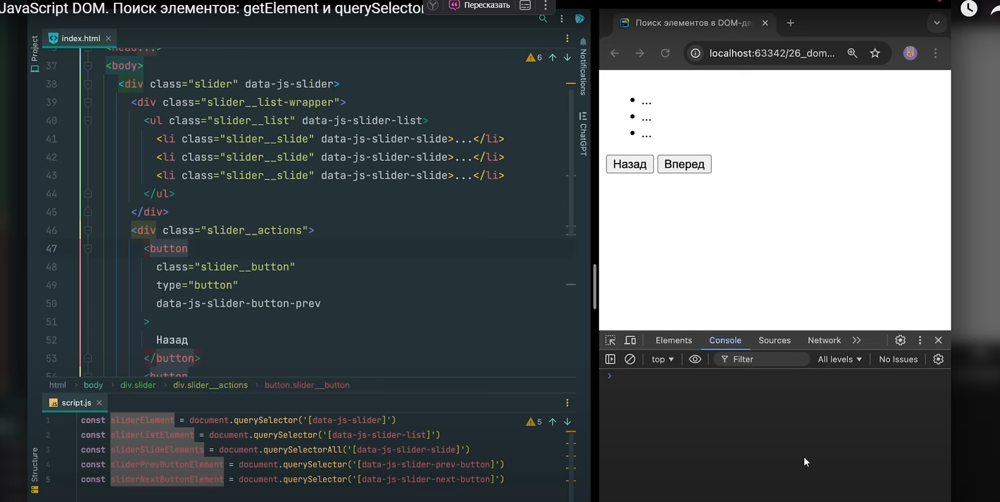 JavaScript DOM. Поиск элементов: getElement и querySelector
Пересказать
Project
index.html
Поиск элементов в DOM-де
localhost:63342/26_dom...
6
Notifications
ChatGPT
37 <body>
38 <div class="slider" data-js-slider>
39 <div class="slider__list-wrapper">
40 <ul class="slider__list" data-js-slider-list>
41 <li class="slider__slide" data-js-slider-slide>...</li>
42 <li class="slider__slide" data-js-slider-slide>...</li>
43 <li class="slider__slide" data-js-slider-slide>...</li>
44 </ul>
45 </div>
46 <div class="slider__actions">
47 <button
48 class="slider__button"
49 type="button"
50 data-js-slider-button-prev
51 >
52 Назад
53 </button>
54 <button
html › body › div.slider › div.slider__actions › button.slider__button
• ...
• ...
• ...
Назад Вперед
Elements Console Sources Network
top Filter All levels No Issues
>
script.js
5
Structure
1 const sliderElement = document.querySelector('[data-js-slider]')
2 const sliderListElement = document.querySelector('[data-js-slider-list]')
3 const sliderSlideElements = document.querySelectorAll('[data-js-slider-slide]')
4 const sliderPrevButtonElement = document.querySelector('[data-js-slider-prev-button]')
5 const sliderNextButtonElement = document.querySelector('[data-js-slider-next-button]')